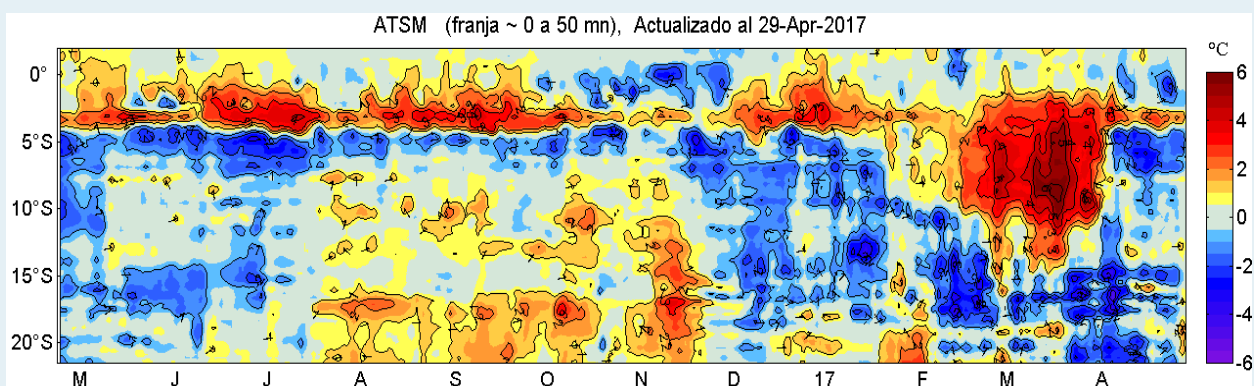 ATSM (franja ~ 0 a 50 mn), Actualizado al 29-Apr-2017
ºC
0°
5°S
10°S
15°S
20°S
M J J A S O N D 17 F M A
6
4
2
0
-2
-4
-6